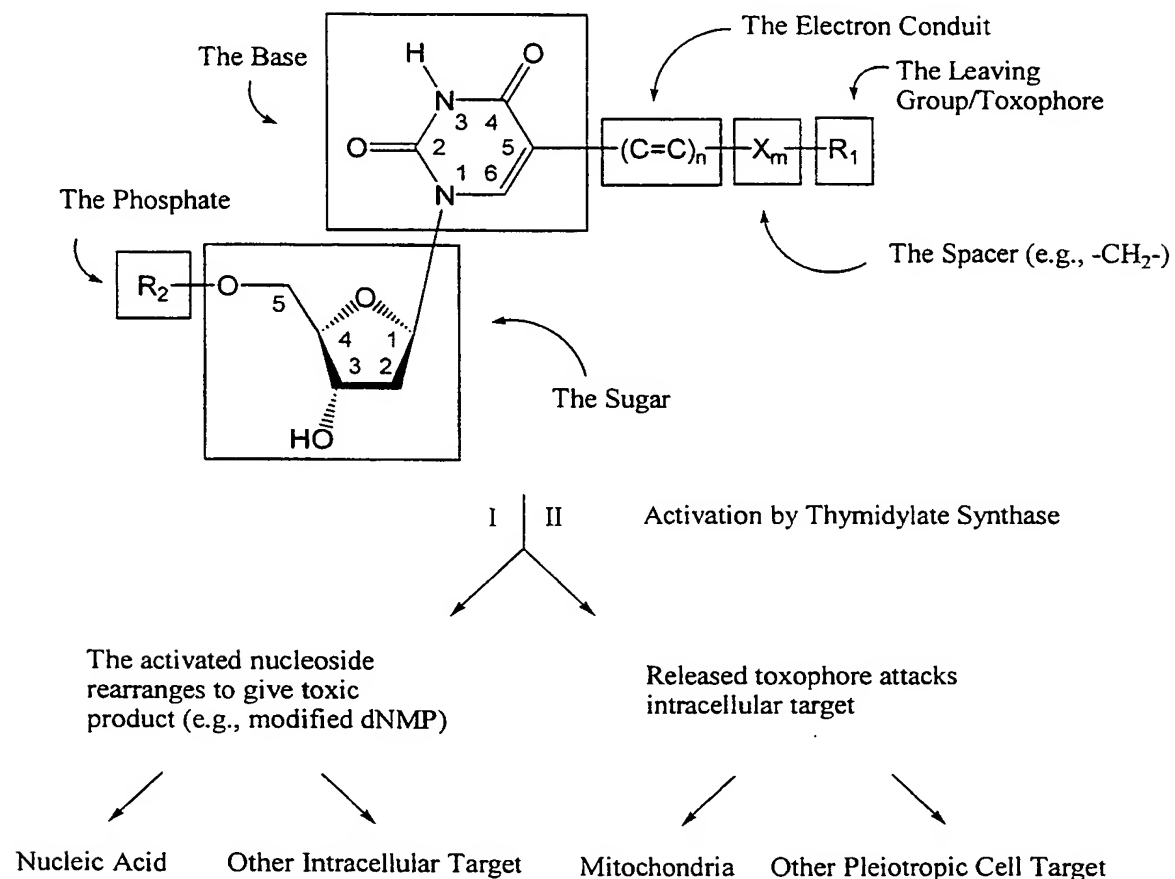 The Electron Conduit
The Base
The Leaving
Group/Toxophore
H
O
N
3
4
O
2
5
(C=C)n
Xm
R1
1
6
N
The Phosphate
The Spacer (e.g., -CH2-)
R2
O
5
O
4
1
3
2
The Sugar
HO
I
II
Activation by Thymidylate Synthase
The activated nucleoside
rearranges to give toxic
product (e.g., modified dNMP)
Released toxophore attacks
intracellular target
Nucleic Acid
Other Intracellular Target
Mitochondria
Other Pleiotropic Cell Target